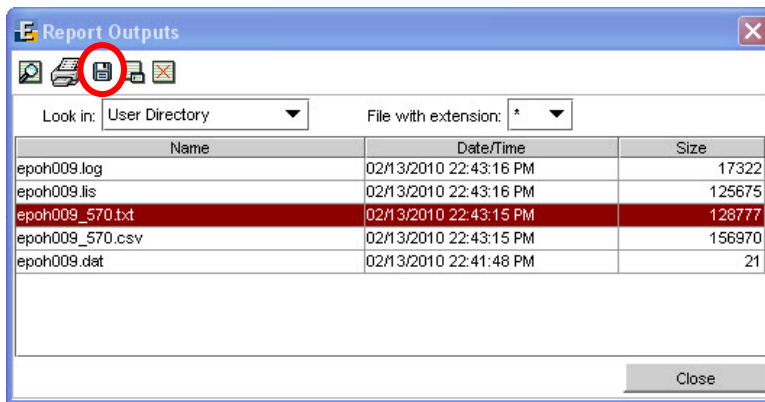 Report Outputs
Look in: User Directory File with extension: *
Name Date/Time Size
epoh009.log 02/13/2010 22:43:16 PM 17322
epoh009.lis 02/13/2010 22:43:16 PM 125675
epoh009_570.txt 02/13/2010 22:43:15 PM 128777
epoh009_570.csv 02/13/2010 22:43:15 PM 156970
epoh009.dat 02/13/2010 22:41:48 PM 21
Close